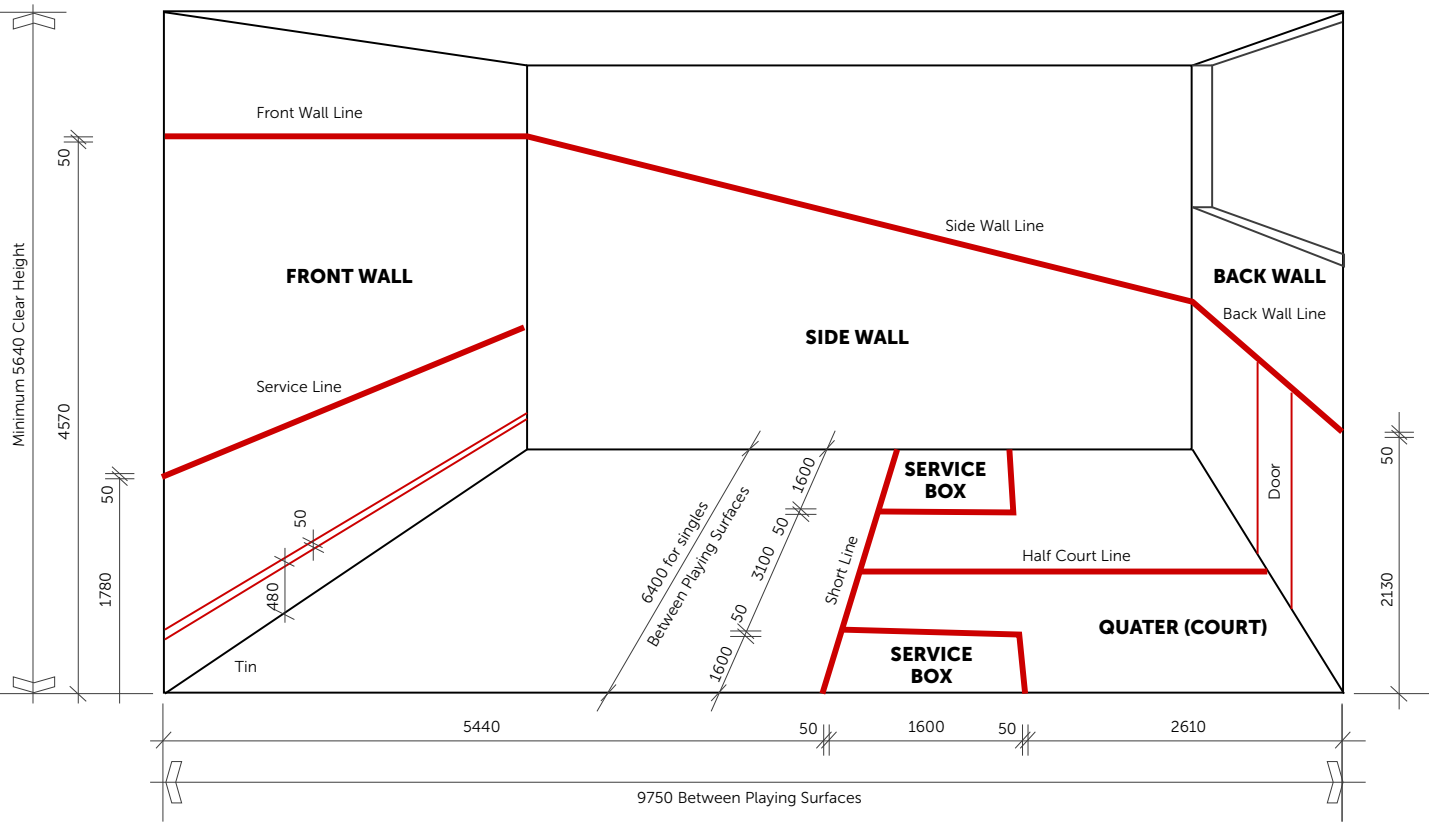 Front Wall Line
50
Side Wall Line
Minimum 5640 Clear Height
FRONT WALL
BACK WALL
Back Wall Line
SIDE WALL
Service Line
4570
50
50
SERVICE
BOX
1600
Door
50
50
6400 for singles
Between Playing Surfaces
3100
Half Court Line
Short Line
1780
480
2130
50
QUATER (COURT)
SERVICE
BOX
Tin
1600
5440
50
1600
50
2610
9750 Between Playing Surfaces